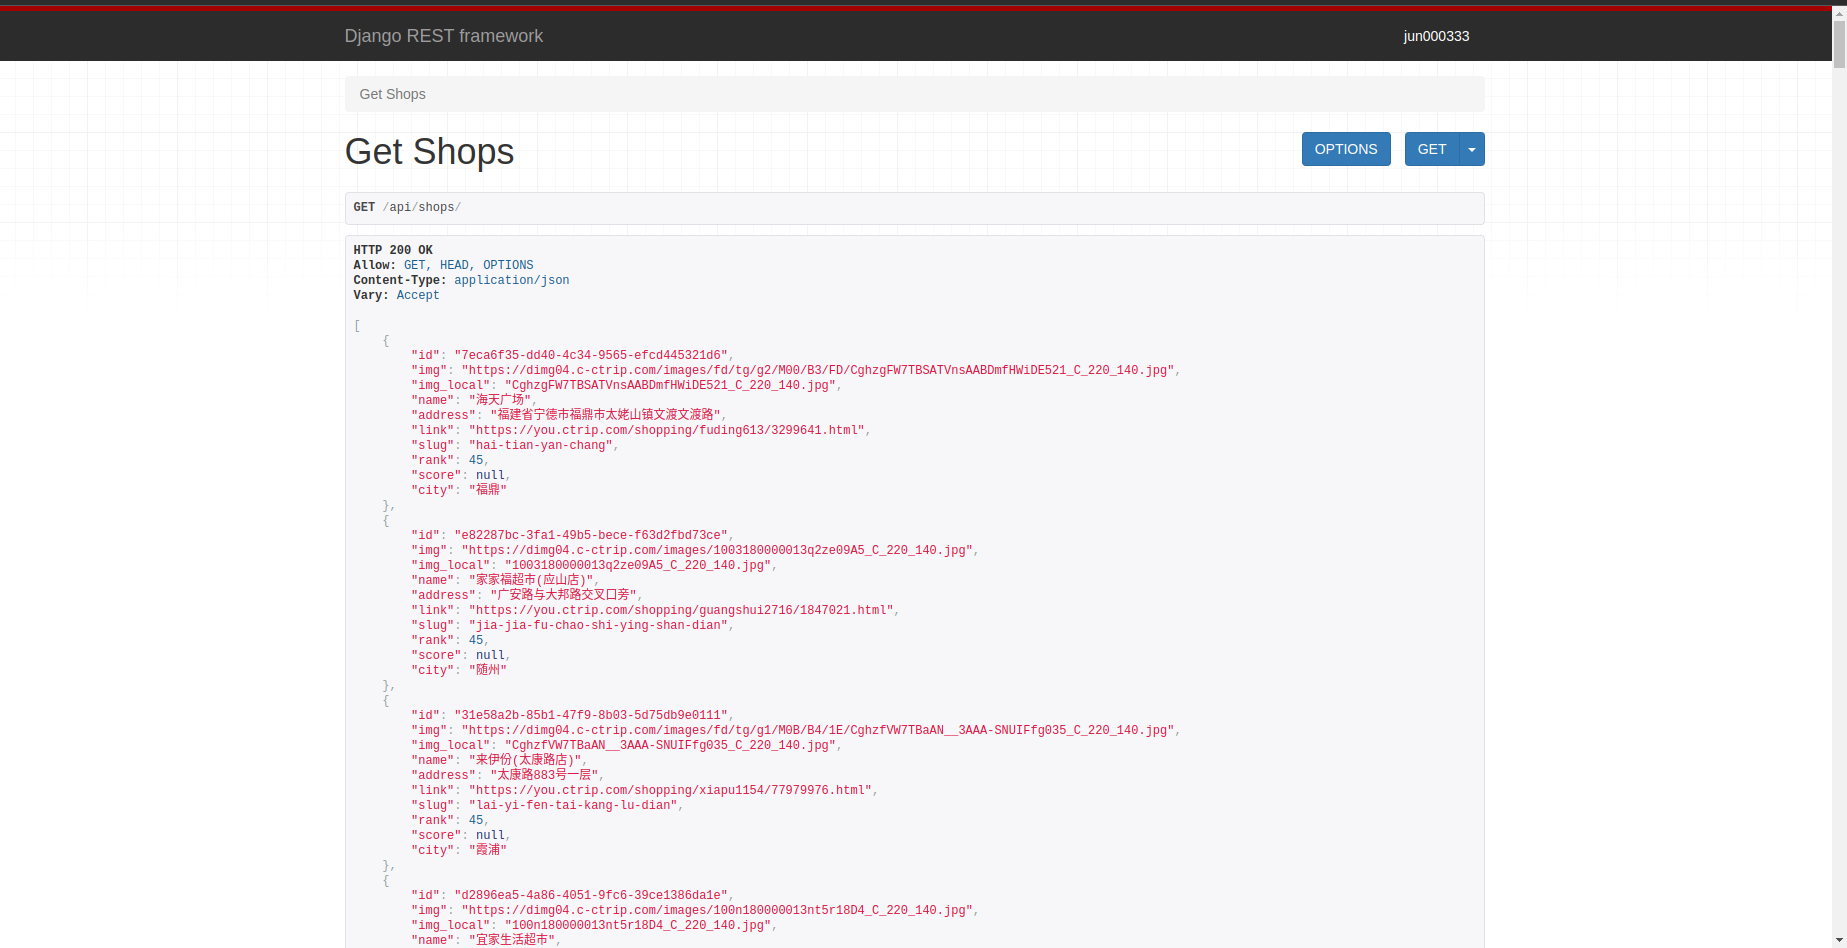 Django REST framework
jun000333
Get Shops
Get Shops
OPTIONS
GET
GET /api/shops/
HTTP 200 OK
Allow: GET, HEAD, OPTIONS
Content-Type: application/json
Vary: Accept
[
{
"id": "7eca6f35-dd40-4c34-9565-efcd445321d6",
"img": "https://dimg04.c-ctrip.com/images/fd/tg/g2/M00/B3/FD/CghzgFW7TBSATVnsAABDmfHWiDE521_C_220_140.jpg",
"img_local": "CghzgFW7TBSATVnsAABDmfHWiDE521_C_220_140.jpg",
"name": "海天广场",
"address": "福建省宁德市福鼎市太姥山镇文渡文渡路",
"link": "https://you.ctrip.com/shopping/fuding613/3299641.html",
"slug": "hai-tian-yan-chang",
"rank": 45,
"score": null,
"city": "福鼎"
},
{
"id": "e82287bc-3fa1-49b5-bece-f63d2fbd73ce",
"img": "https://dimg04.c-ctrip.com/images/1003180000013q2ze09A5_C_220_140.jpg",
"img_local": "1003180000013q2ze09A5_C_220_140.jpg",
"name": "家家福超市(应山店)",
"address": "广安路与大邦路交叉口旁",
"link": "https://you.ctrip.com/shopping/guangshui2716/1847021.html",
"slug": "jia-jia-fu-chao-shi-ying-shan-dian",
"rank": 45,
"score": null,
"city": "随州"
},
{
"id": "31e58a2b-85b1-47f9-8b03-5d75db9e0111",
"img": "https://dimg04.c-ctrip.com/images/fd/tg/g1/M0B/B4/1E/CghzfVW7TBaAN__3AAA-SNUIFfg035_C_220_140.jpg",
"img_local": "CghzfVW7TBaAN__3AAA-SNUIFfg035_C_220_140.jpg",
"name": "来伊份(太康路店)",
"address": "太康路883号一层",
"link": "https://you.ctrip.com/shopping/xiapu1154/77979976.html",
"slug": "lai-yi-fen-tai-kang-lu-dian",
"rank": 45,
"score": null,
"city": "霞浦"
},
{
"id": "d2896ea5-4a86-4051-9fc6-39ce1386da1e",
"img": "https://dimg04.c-ctrip.com/images/100n180000013nt5r18D4_C_220_140.jpg",
"img_local": "100n180000013nt5r18D4_C_220_140.jpg",
"name": "宜家生活超市",